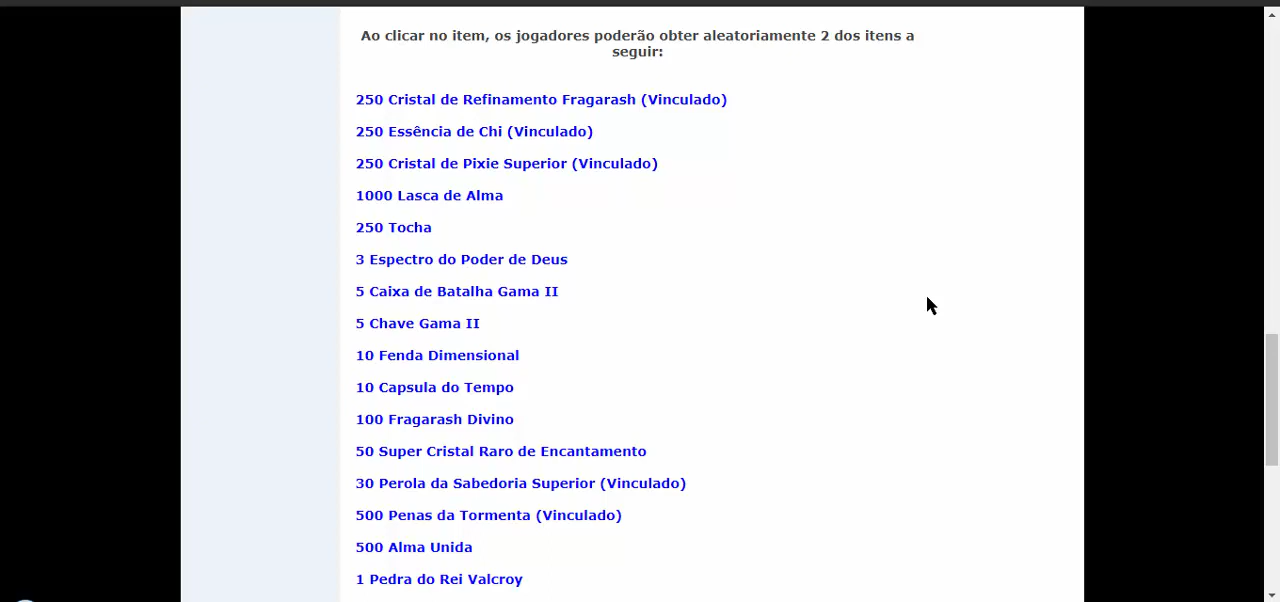 Ao clicar no item, os jogadores poderão obter aleatoriamente 2 dos itens a
seguir:
250 Cristal de Refinamento Fragarash (Vinculado)
250 Essência de Chi (Vinculado)
250 Cristal de Pixie Superior (Vinculado)
1000 Lasca de Alma
250 Tocha
3 Espectro do Poder de Deus
5 Caixa de Batalha Gama II
5 Chave Gama II
10 Fenda Dimensional
10 Capsula do Tempo
100 Fragarash Divino
50 Super Cristal Raro de Encantamento
30 Perola da Sabedoria Superior (Vinculado)
500 Penas da Tormenta (Vinculado)
500 Alma Unida
1 Pedra do Rei Valcroy